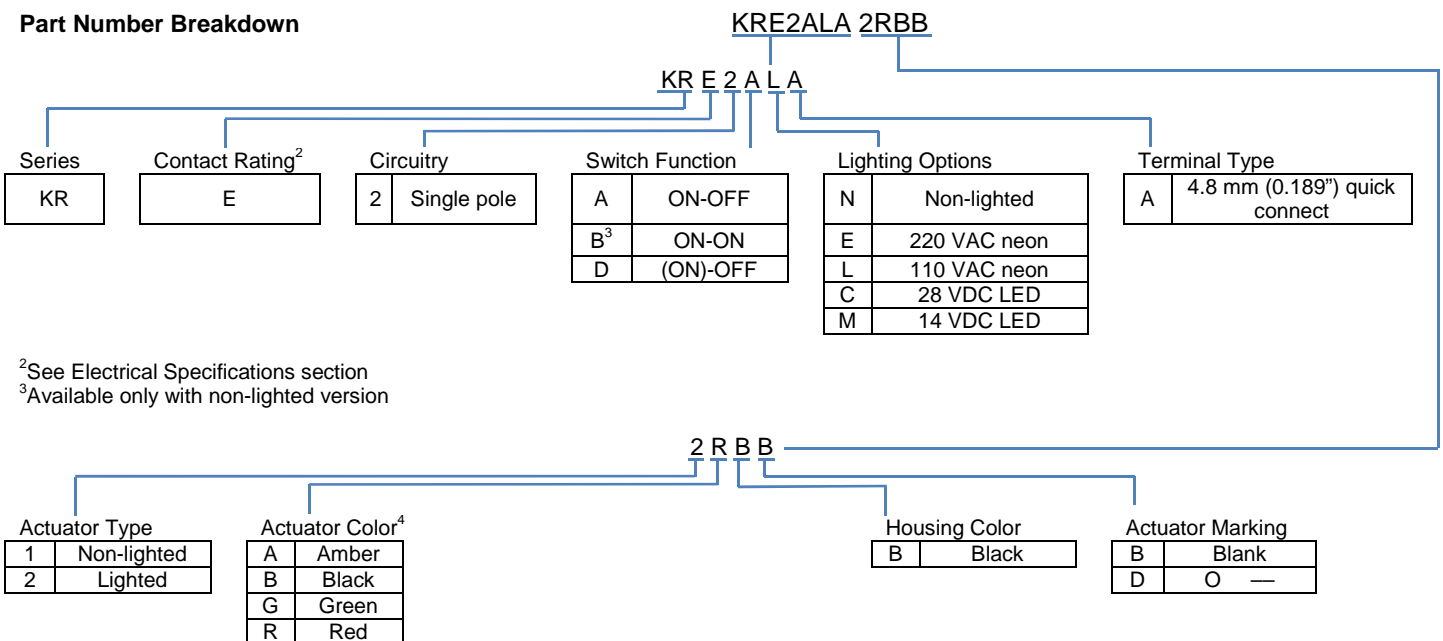 Part Number Breakdown
KRE2ALA 2RBB
KR E 2 A L A
Series
KR
Contact Rating2
E
Circuitry
2 Single pole
Switch Function
A ON-OFF
B3 ON-ON
D (ON)-OFF
Lighting Options
N Non-lighted
E 220 VAC neon
L 110 VAC neon
C 28 VDC LED
M 14 VDC LED
Terminal Type
A 4.8 mm (0.189”) quick
connect
2See Electrical Specifications section
3Available only with non-lighted version
2 R B B
Actuator Type
1 Non-lighted
2 Lighted
Actuator Color4
A Amber
B Black
G Green
R Red
Housing Color
B Black
Actuator Marking
B Blank
D O —